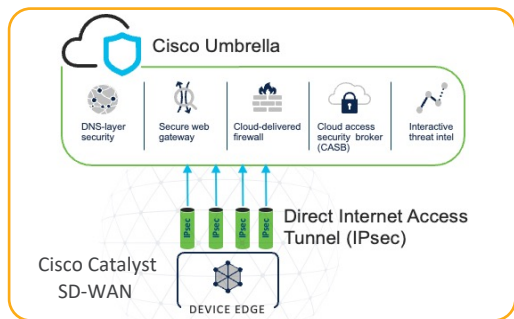 Cisco Umbrella
DNS-layer
security
Secure web
gateway
Cloud-delivered
firewall
Cloud access
security broker
(CASB)
Interactive
threat intel
IPsec
IPsec
IPsec
IPsec
Direct Internet Access
Tunnel (IPsec)
Cisco Catalyst
SD-WAN
DEVICE EDGE